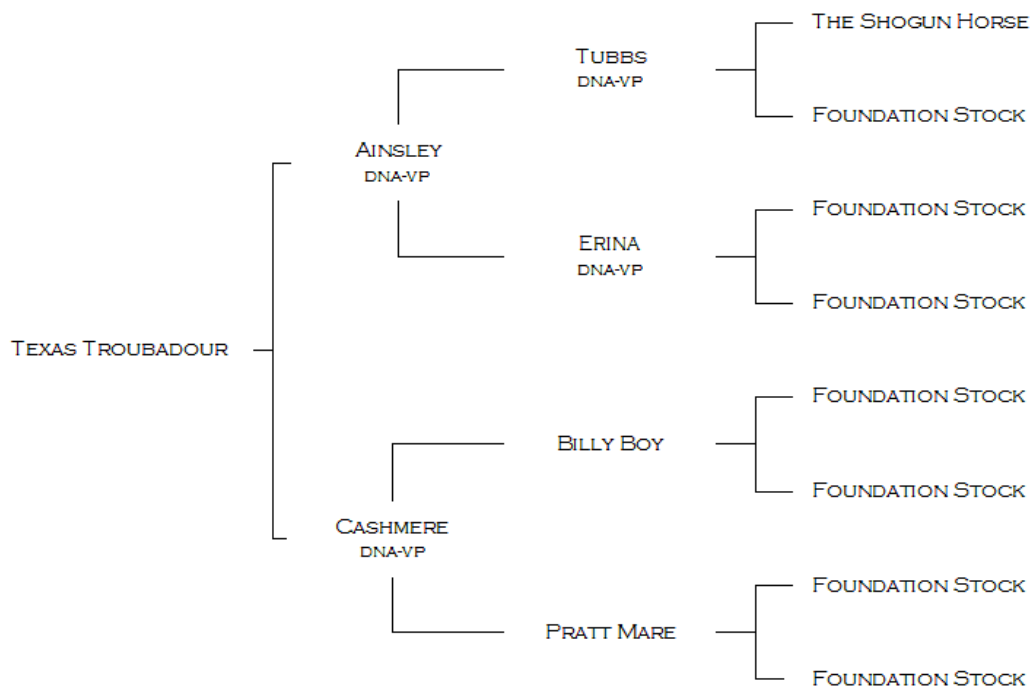 The Shogun Horse
Tubbs
DNA-VP
Foundation Stock
Ainsley
DNA-VP
Foundation Stock
Erina
DNA-VP
Foundation Stock
Texas Troubadour
Foundation Stock
Billy Boy
Foundation Stock
Cashmere
DNA-VP
Foundation Stock
Pratt Mare
Foundation Stock